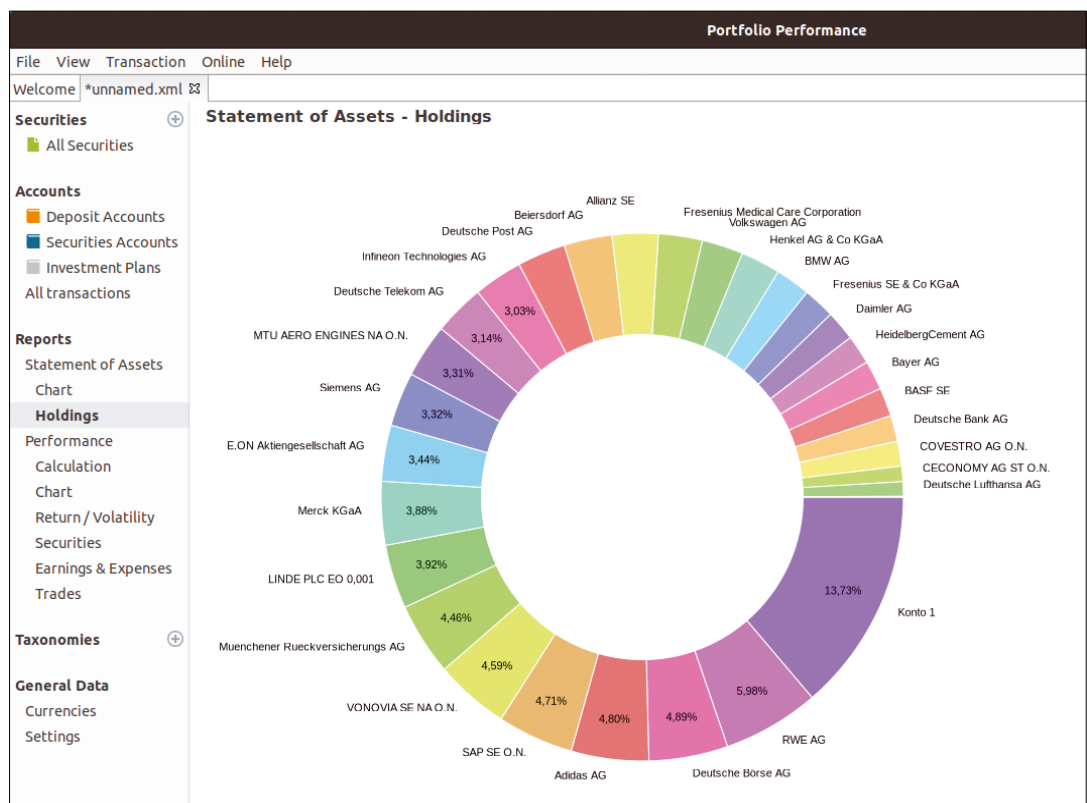 Portfolio Performance
File View Transaction Online Help
Welcome *unnamed.xml
Securities
All Securities
Accounts
Deposit Accounts
Securities Accounts
Investment Plans
All transactions
Reports
Statement of Assets
Chart
Holdings
Performance
Calculation
Chart
Return / Volatility
Securities
Earnings & Expenses
Trades
Taxonomies
General Data
Currencies
Settings
Statement of Assets - Holdings
Allianz SE
Beiersdorf AG
Deutsche Post AG
Infineon Technologies AG
3,03%
Deutsche Telekom AG
3,14%
MTU AERO ENGINES NA O.N.
3,31%
Siemens AG
3,32%
E.ON Aktiengesellschaft AG
3,44%
Merck KGaA
3,88%
LINDE PLC EO 0,001
3,92%
Muenchener Rueckversicherungs AG
4,46%
VONOVIA SE NA O.N.
4,59%
SAP SE O.N.
4,71%
Adidas AG
4,80%
Deutsche Börse AG
4,89%
RWE AG
5,98%
Konto 1
13,73%
Fresenius Medical Care Corporation
Volkswagen AG
Henkel AG & Co KGaA
BMW AG
Fresenius SE & Co KGaA
Daimler AG
HeidelbergCement AG
Bayer AG
BASF SE
Deutsche Bank AG
COVESTRO AG O.N.
CECONOMY AG ST O.N.
Deutsche Lufthansa AG